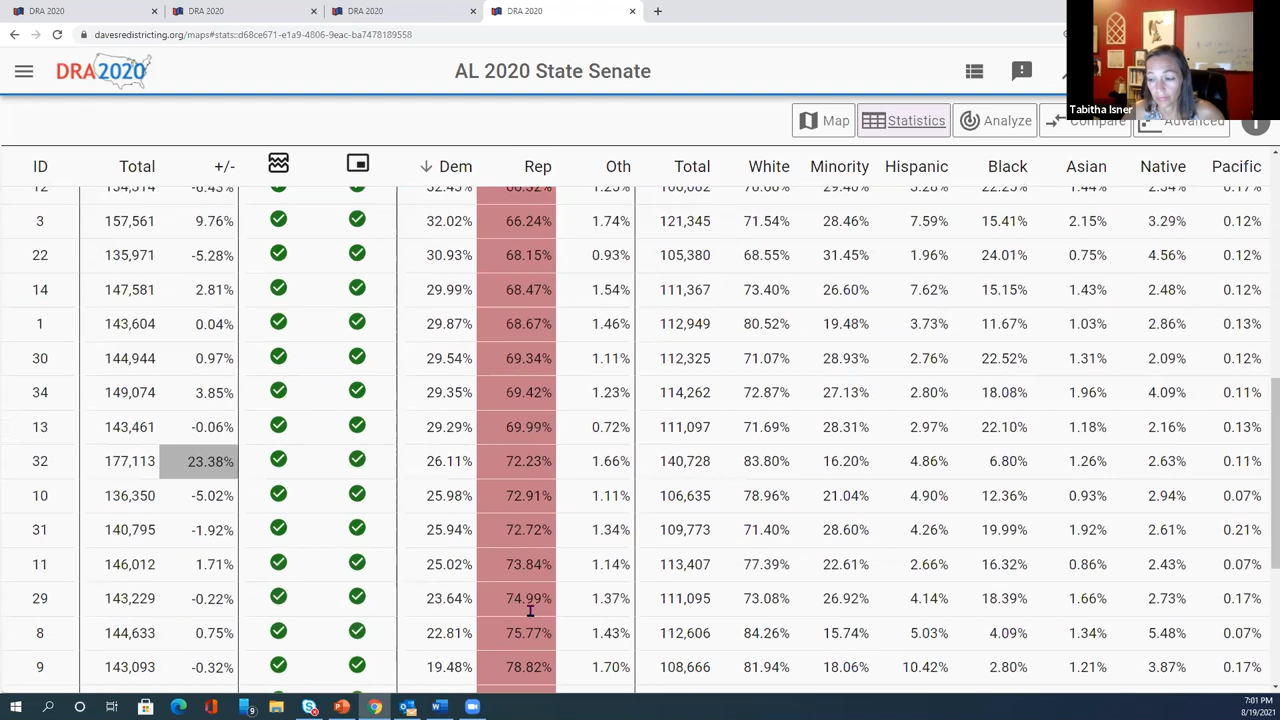 DRA 2020 DRA 2020 DRA 2020 DRA 2020
davesredistricting.org/maps#stats::d68ce671-e1a9-4806-9eac-ba7478189558
DRA2020 AL 2020 State Senate
Tabitha Isner
Map Statistics Analyze Compare Advanced
ID Total +/- Dem Rep Oth Total White Minority Hispanic Black Asian Native Pacific
3 157,561 9.76% 32.02% 66.24% 1.74% 121,345 71.54% 28.46% 7.59% 15.41% 2.15% 3.29% 0.12%
22 135,971 -5.28% 30.93% 68.15% 0.93% 105,380 68.55% 31.45% 1.96% 24.01% 0.75% 4.56% 0.12%
14 147,581 2.81% 29.99% 68.47% 1.54% 111,367 73.40% 26.60% 7.62% 15.15% 1.43% 2.48% 0.12%
1 143,604 0.04% 29.87% 68.67% 1.46% 112,949 80.52% 19.48% 3.73% 11.67% 1.03% 2.86% 0.13%
30 144,944 0.97% 29.54% 69.34% 1.11% 112,325 71.07% 28.93% 2.76% 22.52% 1.31% 2.09% 0.12%
34 149,074 3.85% 29.35% 69.42% 1.23% 114,262 72.87% 27.13% 2.80% 18.08% 1.96% 4.09% 0.11%
13 143,461 -0.06% 29.29% 69.99% 0.72% 111,097 71.69% 28.31% 2.97% 22.10% 1.18% 2.16% 0.13%
32 177,113 23.38% 26.11% 72.23% 1.66% 140,728 83.80% 16.20% 4.86% 6.80% 1.26% 2.63% 0.11%
10 136,350 -5.02% 25.98% 72.91% 1.11% 106,635 78.96% 21.04% 4.90% 12.36% 0.93% 2.94% 0.07%
31 140,795 -1.92% 25.94% 72.72% 1.34% 109,773 71.40% 28.60% 4.26% 19.99% 1.92% 2.61% 0.21%
11 146,012 1.71% 25.02% 73.84% 1.14% 113,407 77.39% 22.61% 2.66% 16.32% 0.86% 2.43% 0.07%
29 143,229 -0.22% 23.64% 74.99% 1.37% 111,095 73.08% 26.92% 4.14% 18.39% 1.66% 2.73% 0.17%
8 144,633 0.75% 22.81% 75.77% 1.43% 112,606 84.26% 15.74% 5.03% 4.09% 1.34% 5.48% 0.07%
9 143,093 -0.32% 19.48% 78.82% 1.70% 108,666 81.94% 18.06% 10.42% 2.80% 1.21% 3.87% 0.17%
7:01 PM
8/19/2021